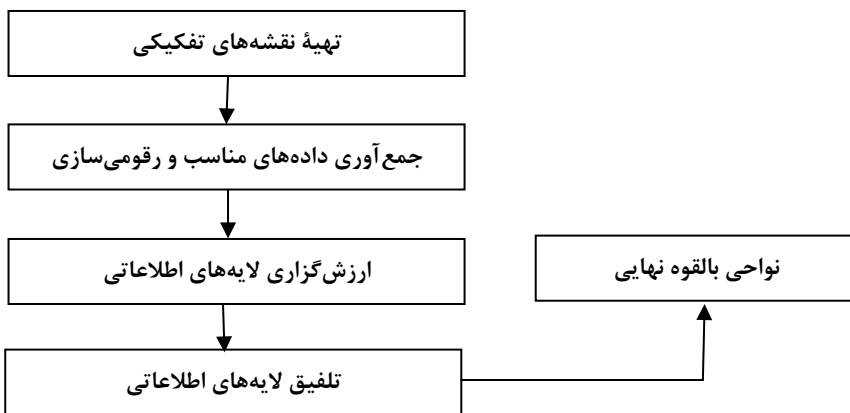 تهیهٔ نقشه‌های تفکیکی
جمع‌آوری داده‌های مناسب و رقومی‌سازی
ارزش‌گزاری لایه‌های اطلاعاتی
تلفیق لایه‌های اطلاعاتی
نواحی بالقوه نهایی